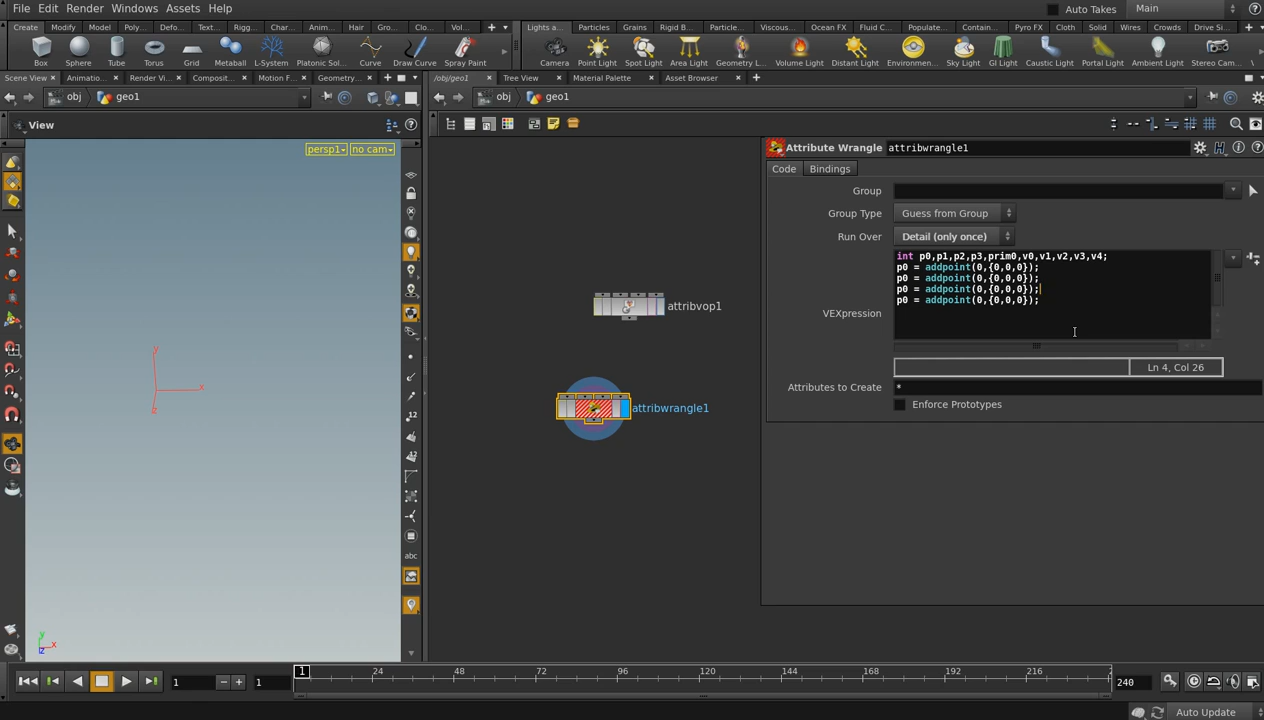 File Edit Render Windows Assets Help Auto Takes Main
Create Modify Model Poly... Defo... Text... Rigg... Char... Anim... Hair Gro... Clo... Vol... Lights a... Particles Grains Rigid B... Particle... Viscous... Ocean FX Fluid C... Populate... Contain... Pyro FX Cloth Solid Wires Crowds Drive Si...
Box Sphere Tube Torus Grid Metaball L-System Platonic Sol... Curve Draw Curve Spray Paint Camera Point Light Spot Light Area Light Geometry L... Volume Light Distant Light Environmen... Sky Light GI Light Caustic Light Portal Light Ambient Light Stereo Cam...
Scene View Animatio... Render Vi... Composit... Motion F... Geometry... /obj/geo1 Tree View Material Palette Asset Browser
obj geo1 obj geo1
View
persp1 no cam
Attribute Wrangle attribwrangle1
Code Bindings
Group
Group Type Guess from Group
Run Over Detail (only once)
int p0,p1,p2,p3,prim0,v0,v1,v2,v3,v4;
p0 = addpoint(0,{0,0,0});
p0 = addpoint(0,{0,0,0});
p0 = addpoint(0,{0,0,0});
p0 = addpoint(0,{0,0,0});
VEXpression
Ln 4, Col 26
Attributes to Create *
Enforce Prototypes
attribvop1
attribwrangle1
y
x
z
12
12
abc
y
x
z
1 24 48 72 96 120 144 168 192 216 2
1 1 240
Auto Update